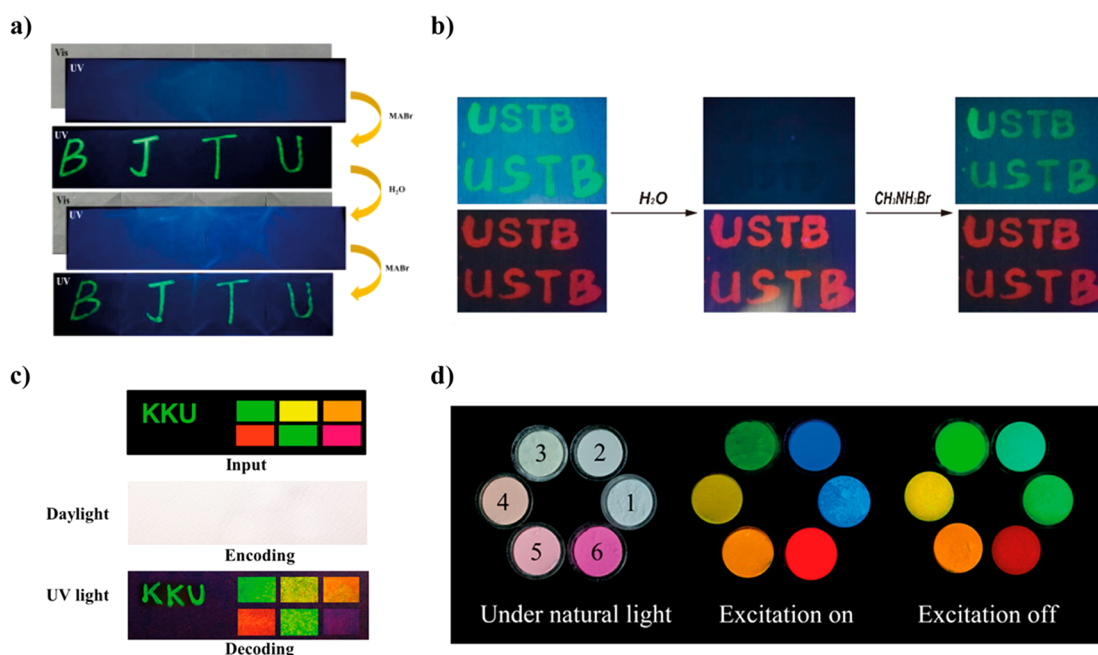 a)
Vis
UV
MABr
UV
B J T U
H₂O
Vis
UV
MABr
UV
B J T U
b)
USTB
USTB
USTB
USTB
H₂O
USTB
USTB
CH₃NH₃Br
USTB
USTB
USTB
USTB
c)
KKU
Input
Daylight
Encoding
UV light
KKU
Decoding
d)
3 2
4 1
5 6
Under natural light Excitation on Excitation off